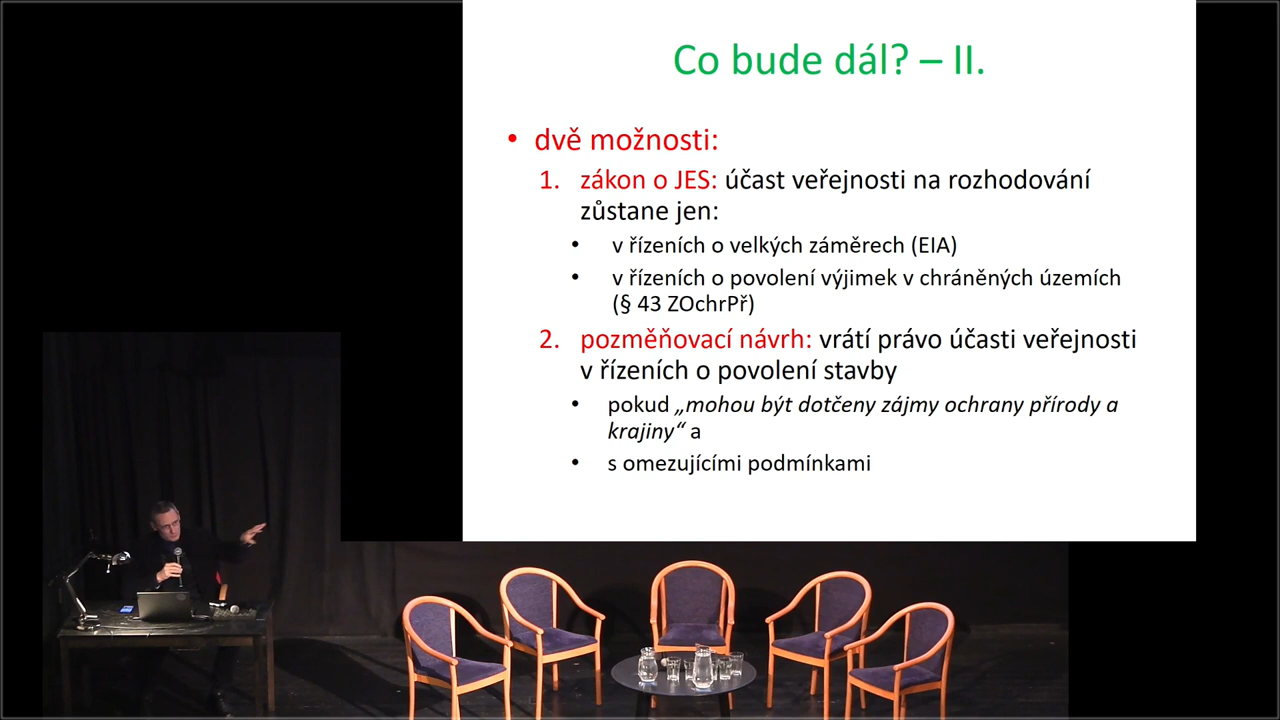 Co bude dál? – II.
• dvě možnosti:
1. zákon o JES: účast veřejnosti na rozhodování
zůstane jen:
• v řízeních o velkých záměrech (EIA)
• v řízeních o povolení výjimek v chráněných územích
(§ 43 ZOchrPř)
2. pozměňovací návrh: vrátí právo účasti veřejnosti
v řízeních o povolení stavby
• pokud „mohou být dotčeny zájmy ochrany přírody a
krajiny“ a
• s omezujícími podmínkami